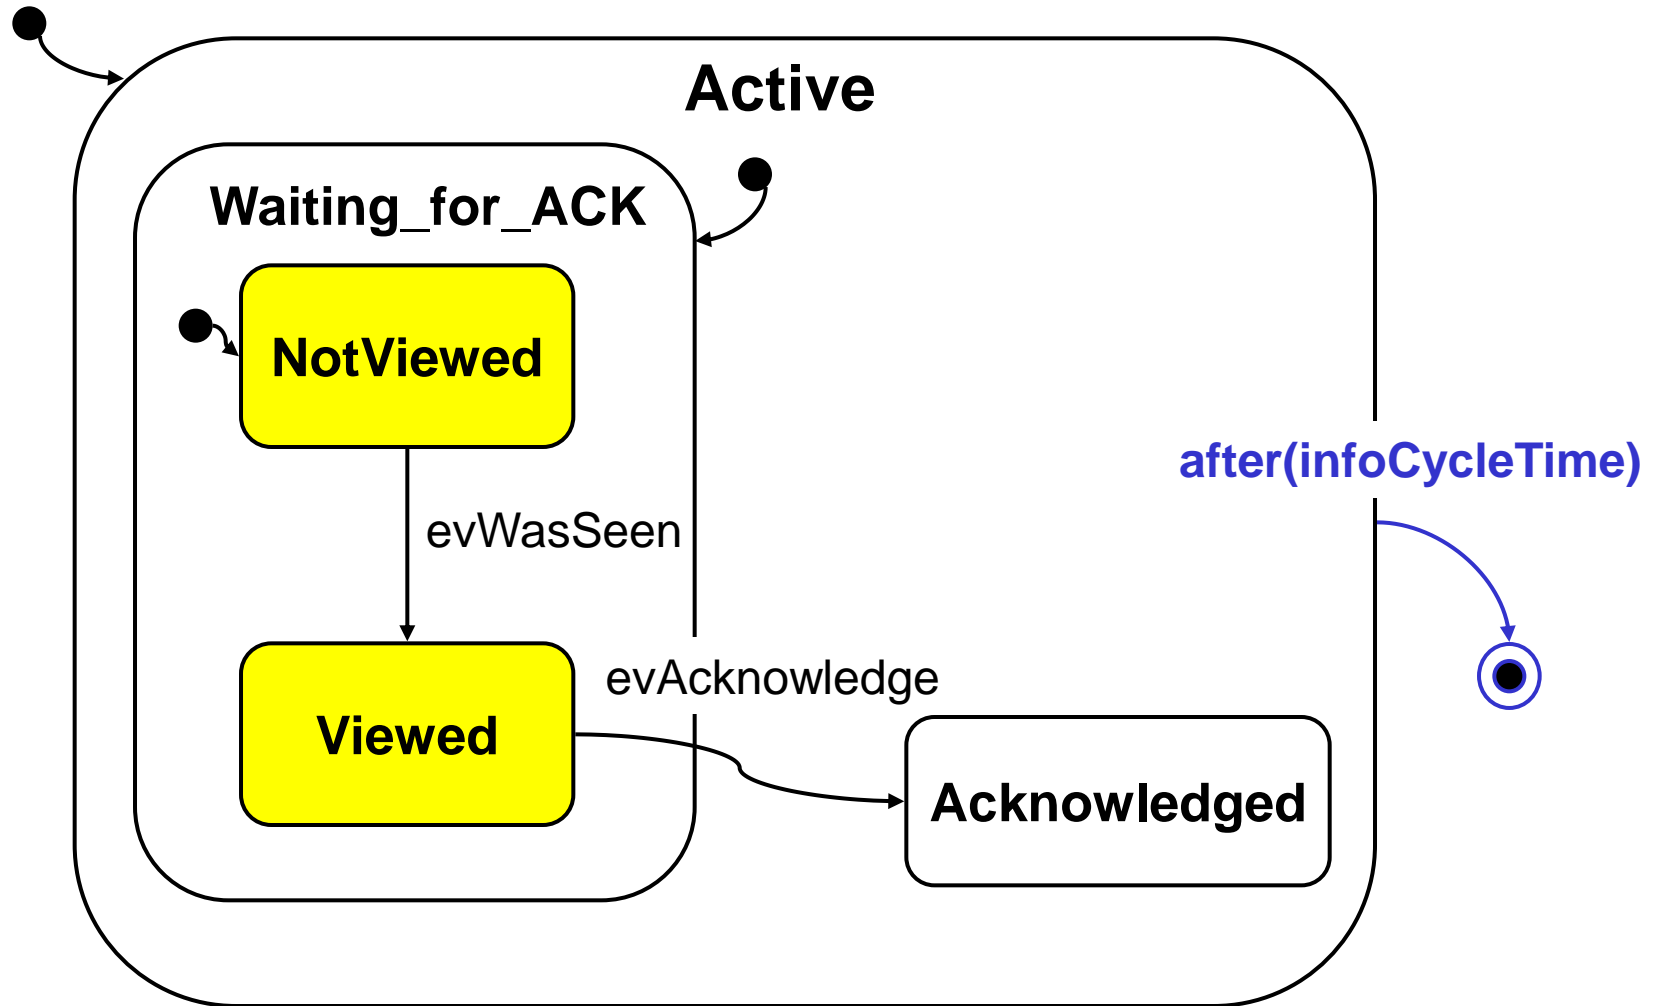 Active
Waiting_for_ACK
NotViewed
after(infoCycleTime)
evWasSeen
evAcknowledge
Viewed
Acknowledged